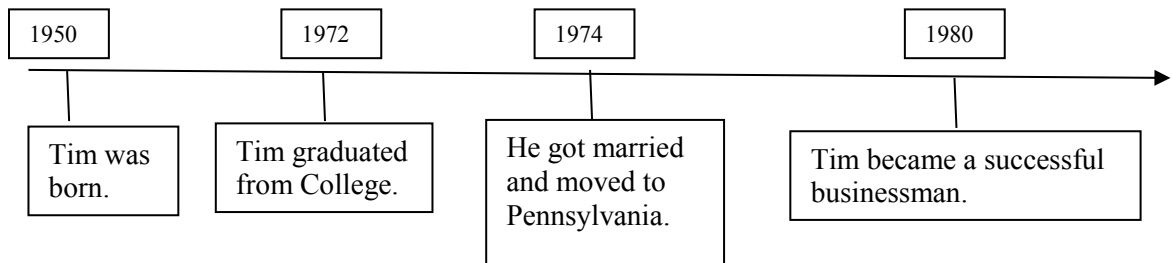 1950
1972
1974
1980
Tim was
born.
Tim graduated
from College.
He got married
and moved to
Pennsylvania.
Tim became a successful
businessman.